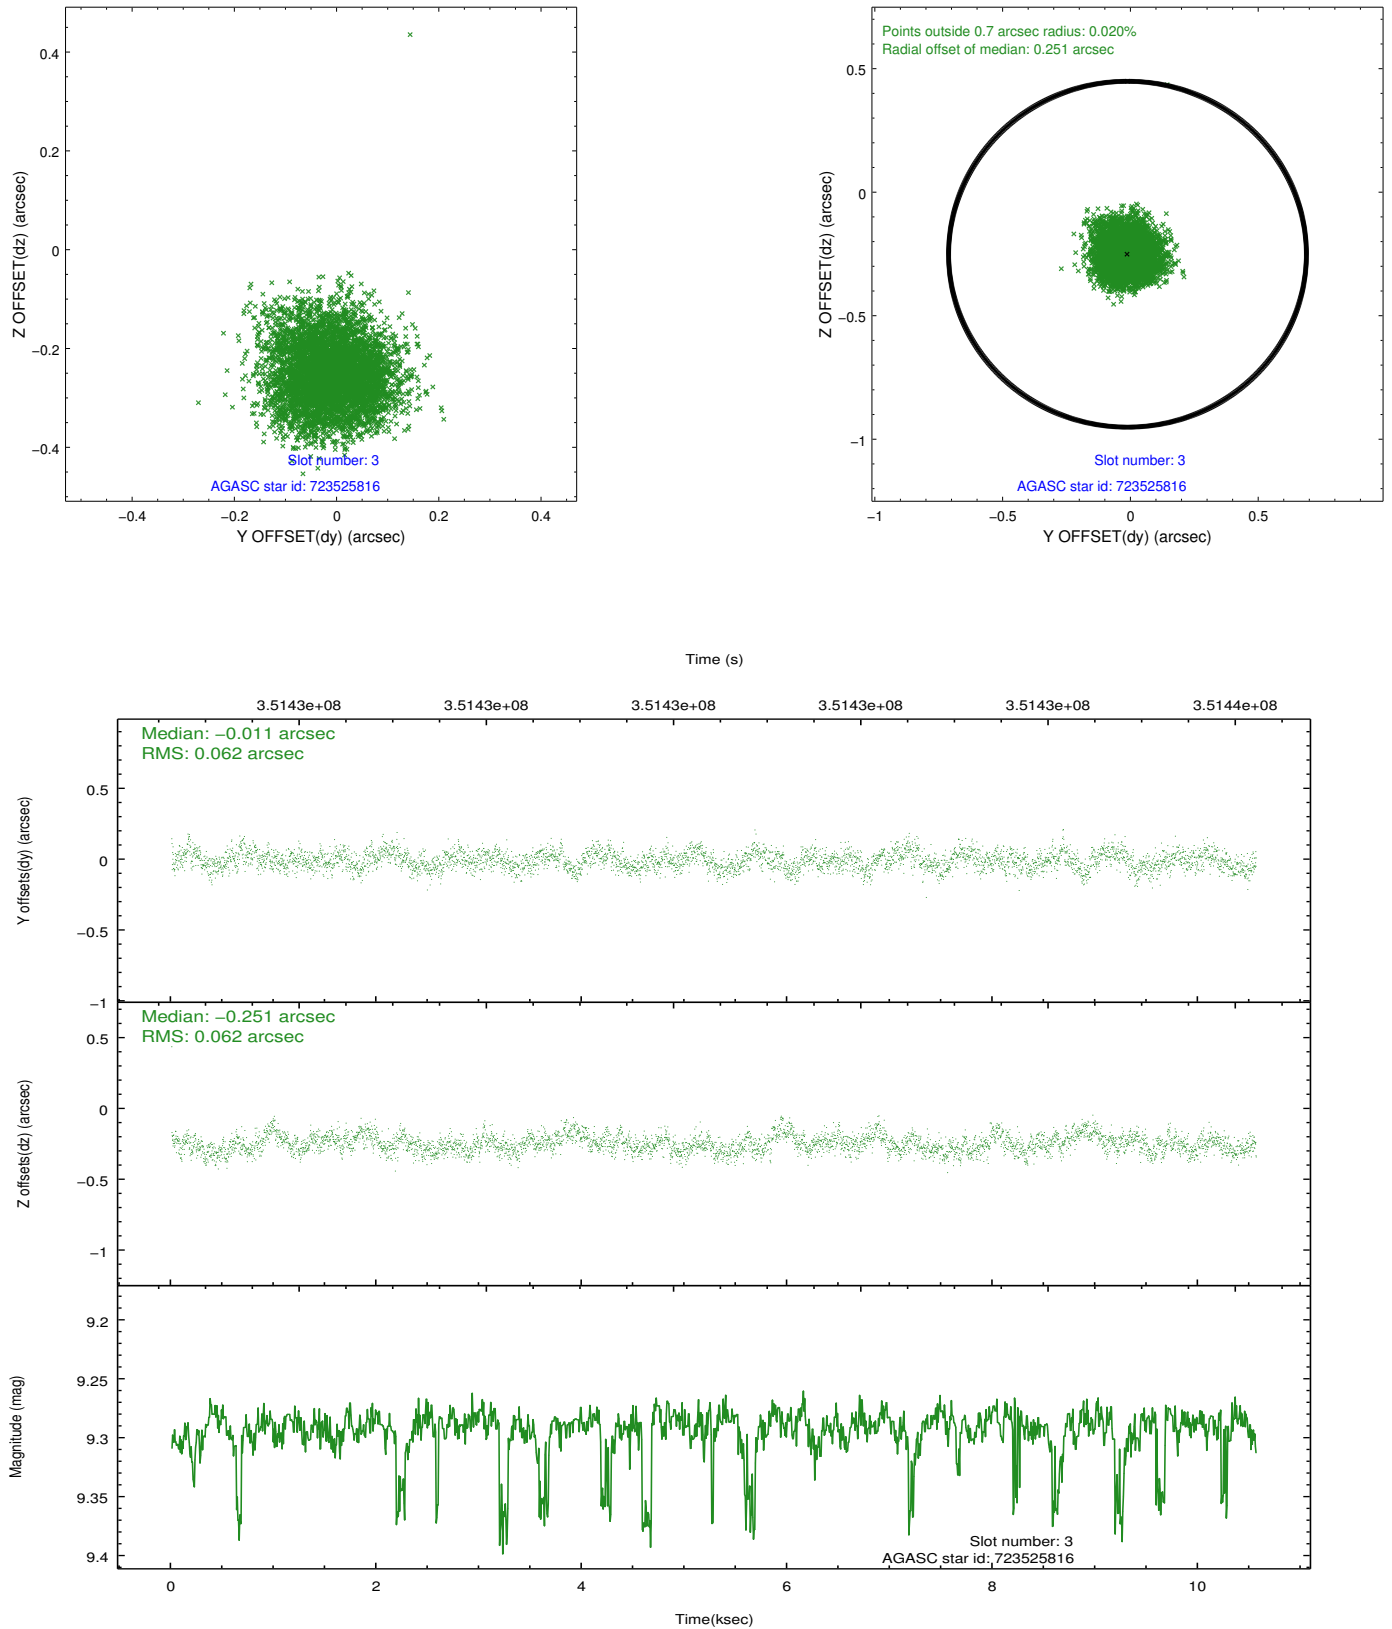 0.4
0.2
0
−0.2
−0.4
Z OFFSET(dz) (arcsec)
Slot number: 3
AGASC star id: 723525816
−0.4
−0.2
0
0.2
0.4
Y OFFSET(dy) (arcsec)
Points outside 0.7 arcsec radius: 0.020%
Radial offset of median: 0.251 arcsec
0.5
0
−0.5
−1
Z OFFSET(dz) (arcsec)
Slot number: 3
AGASC star id: 723525816
−1
−0.5
0
0.5
Y OFFSET(dy) (arcsec)
Time (s)
3.5143e+08
3.5143e+08
3.5143e+08
3.5143e+08
3.5143e+08
3.5144e+08
Median: −0.011 arcsec
RMS: 0.062 arcsec
0.5
0
−0.5
−1
Y offsets(dy) (arcsec)
Median: −0.251 arcsec
RMS: 0.062 arcsec
0.5
0
−0.5
−1
Z offsets(dz) (arcsec)
9.2
9.25
9.3
9.35
9.4
Magnitude (mag)
Slot number: 3
AGASC star id: 723525816
0
2
4
6
8
10
Time(ksec)